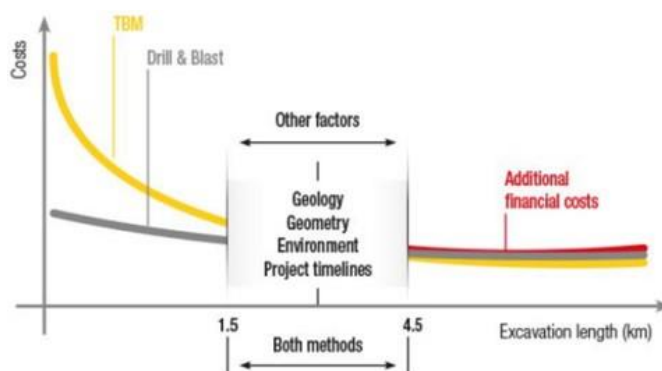 TBM
Drill & Blast
Costs
Other factors
Geology
Geometry
Environment
Project timelines
Additional
financial costs
1.5
4.5
Excavation length (km)
Both methods